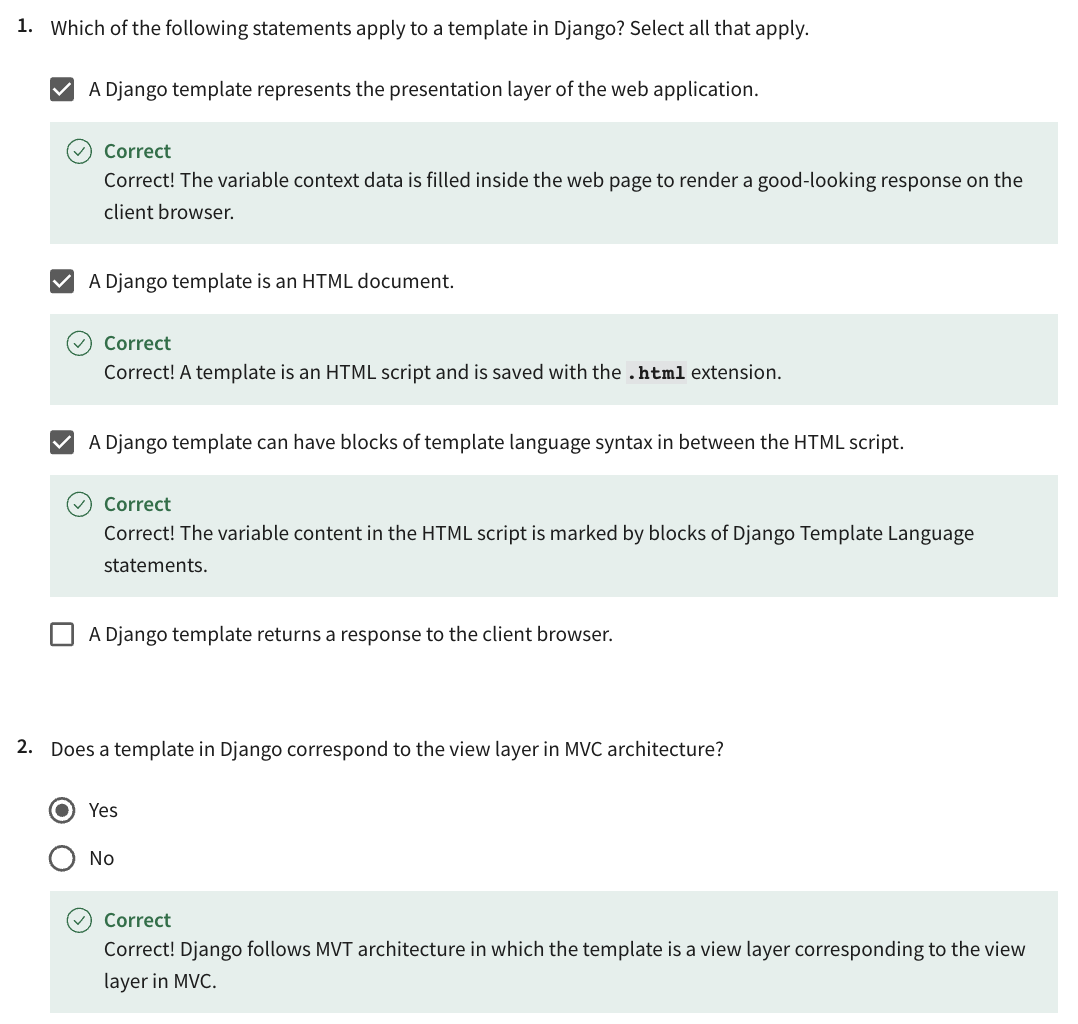 1. Which of the following statements apply to a template in Django? Select all that apply.
A Django template represents the presentation layer of the web application.
Correct
Correct! The variable context data is filled inside the web page to render a good-looking response on the
client browser.
A Django template is an HTML document.
Correct
Correct! A template is an HTML script and is saved with the .html extension.
A Django template can have blocks of template language syntax in between the HTML script.
Correct
Correct! The variable content in the HTML script is marked by blocks of Django Template Language
statements.
A Django template returns a response to the client browser.
2. Does a template in Django correspond to the view layer in MVC architecture?
Yes
No
Correct
Correct! Django follows MVT architecture in which the template is a view layer corresponding to the view
layer in MVC.